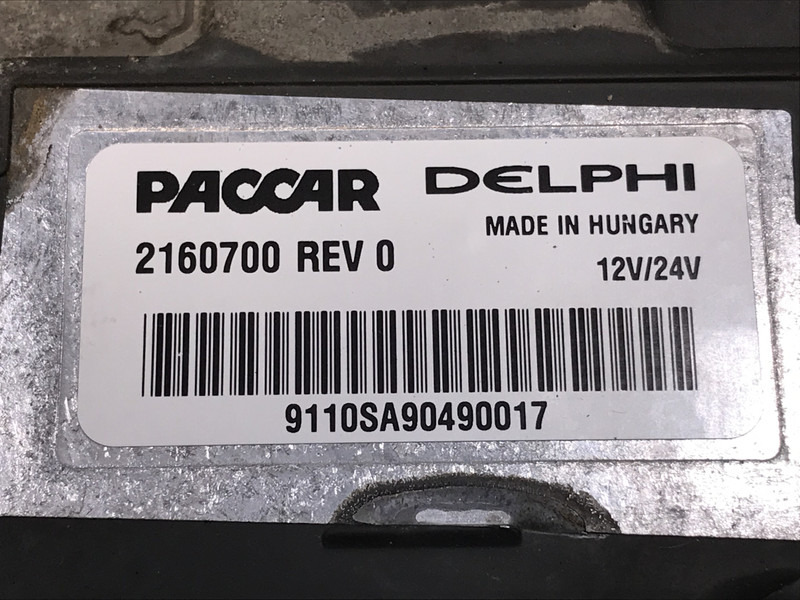 PACCAR DELPHI
MADE IN HUNGARY
2160700 REV 0
12V/24V
9110SA90490017